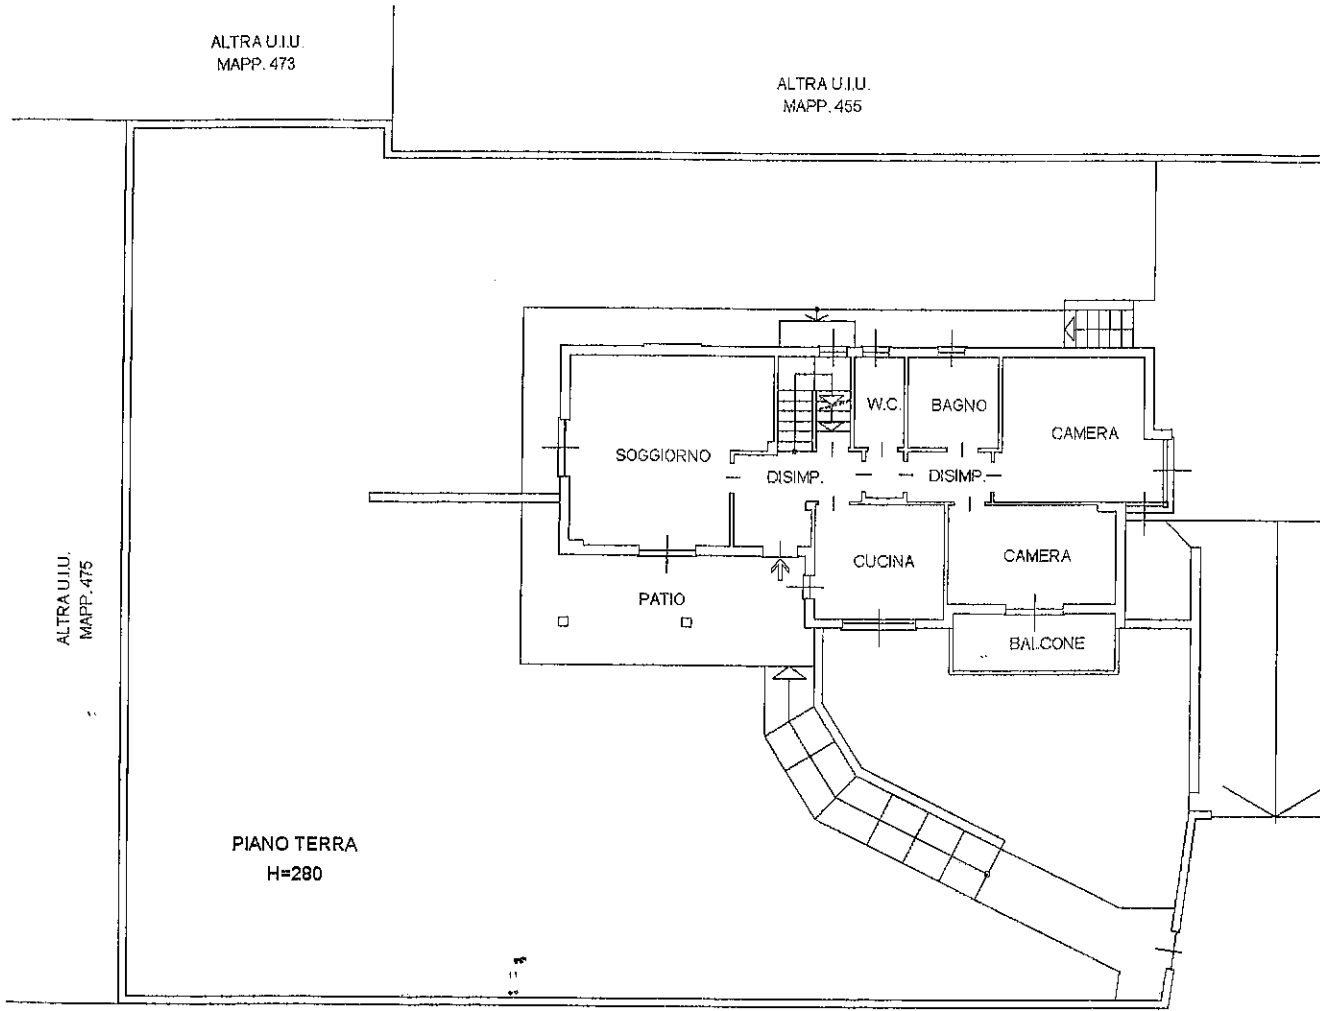 ALTRA U.I.U.
MAPP. 473
ALTRA U.I.U.
MAPP. 455
W.C.
BAGNO
CAMERA
SOGGIORNO
DISIMP.
DISIMP.
CUCINA
CAMERA
PATIO
BALCONE
ALTRA U.I.U.
MAPP. 475
PIANO TERRA
H=280